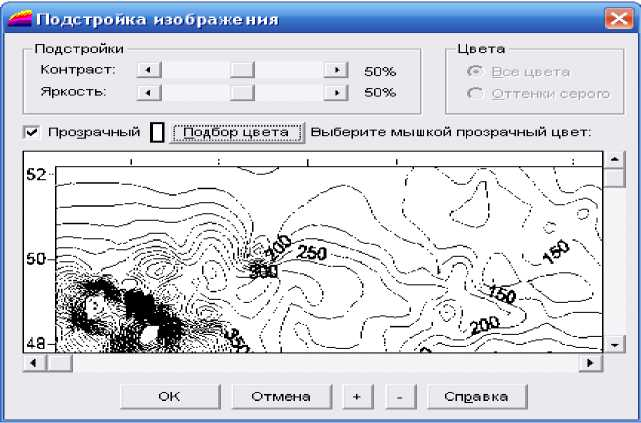 Подстройка изображения
Подстройки
Цвета
Контраст: 50%
Все цвета
Яркость: 50%
Оттенки серого
Прозрачный Подбор цвета Выберите мышкой прозрачный цвет:
52
50
48
200
300
250
350
150
150
200
OK Отмена + - Справка